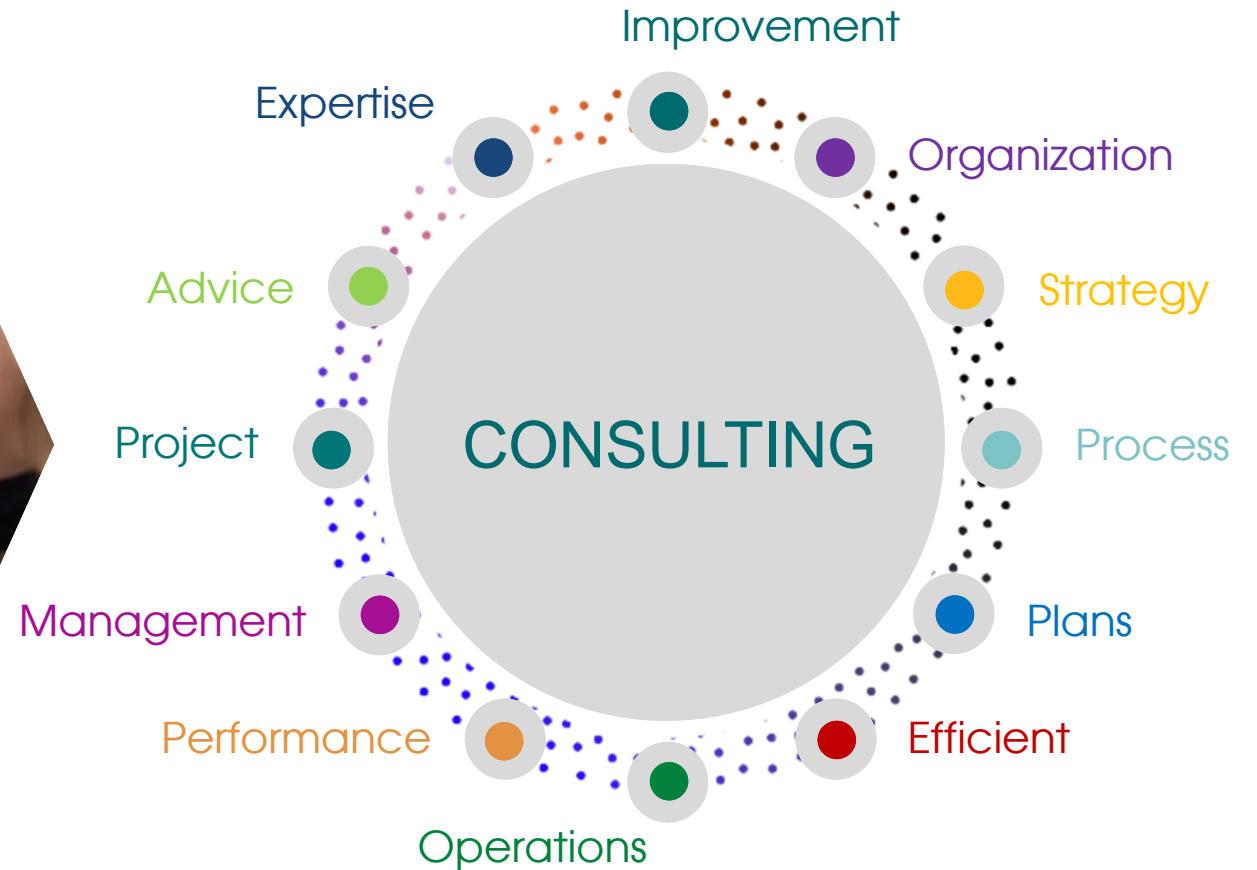 Improvement
Expertise
Organization
Advice
Strategy
Project
CONSULTING
Process
Management
Plans
Performance
Efficient
Operations